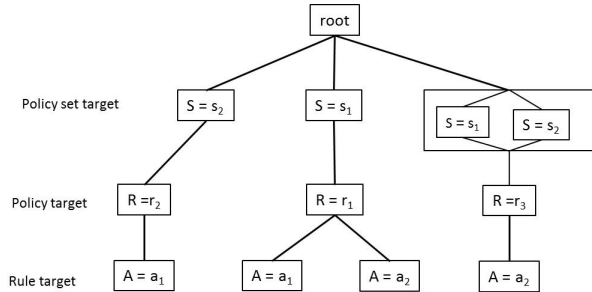 root
Policy set target
S = s₂
S = s₁
S = s₁
S = s₂
Policy target
R =r₂
R = r₁
R =r₃
Rule target
A = a₁
A = a₁
A = a₂
A = a₂